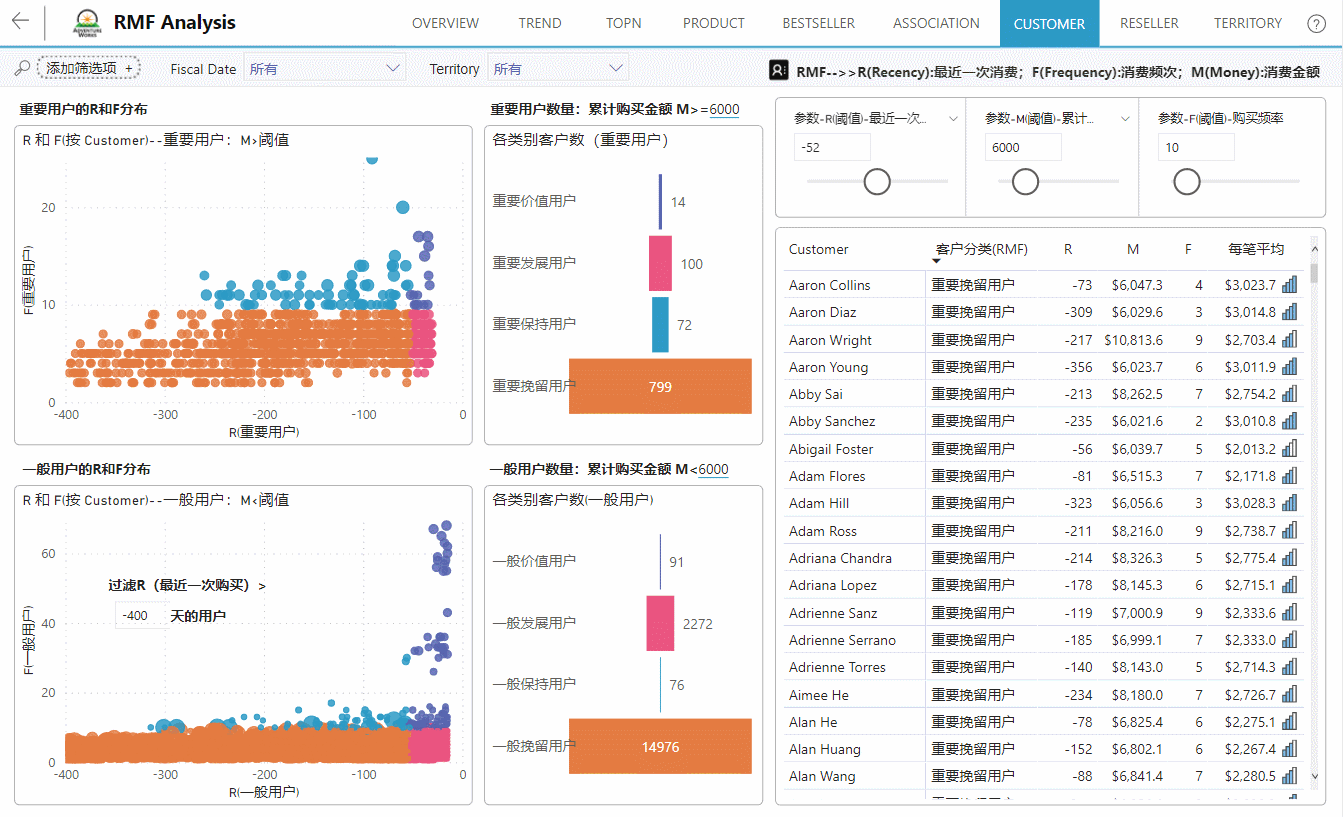 ADVENTURE WORKS
RMF Analysis
OVERVIEW TREND TOPN PRODUCT BESTSELLER ASSOCIATION CUSTOMER RESELLER TERRITORY ?
添加筛选项 + Fiscal Date 所有 Territory 所有 RMF-->>R(Recency):最近一次消费；F(Frequency):消费频次；M(Money):消费金额
重要用户的R和F分布
R 和 F(按 Customer)--重要用户：M>阈值
F(重要用户)
20
10
0
-400 -300 -200 -100 0
R(重要用户)
重要用户数量：累计购买金额 M>=6000
各类别客户数（重要用户）
重要价值用户 14
重要发展用户 100
重要保持用户 72
重要挽留用户 799
一般用户的R和F分布
R 和 F(按 Customer)--一般用户：M<阈值
过滤R（最近一次购买）>
-400 天的用户
F(一般用户)
60
40
20
0
-400 -300 -200 -100 0
R(一般用户)
一般用户数量：累计购买金额 M<6000
各类别客户数(一般用户)
一般价值用户 91
一般发展用户 2272
一般保持用户 76
一般挽留用户 14976
参数-R(阈值)-最近一次... 参数-M(阈值)-累计... 参数-F(阈值)-购买频率
-52 6000 10
Customer 客户分类(RMF) R M F 每笔平均
Aaron Collins 重要挽留用户 -73 $6,047.3 4 $3,023.7
Aaron Diaz 重要挽留用户 -309 $6,029.6 3 $3,014.8
Aaron Wright 重要挽留用户 -217 $10,813.6 9 $2,703.4
Aaron Young 重要挽留用户 -356 $6,023.7 6 $3,011.9
Abby Sai 重要挽留用户 -213 $8,262.5 7 $2,754.2
Abby Sanchez 重要挽留用户 -235 $6,021.6 2 $3,010.8
Abigail Foster 重要挽留用户 -56 $6,039.7 5 $2,013.2
Adam Flores 重要挽留用户 -81 $6,515.3 7 $2,171.8
Adam Hill 重要挽留用户 -323 $6,056.6 3 $3,028.3
Adam Ross 重要挽留用户 -211 $8,216.0 9 $2,738.7
Adriana Chandra 重要挽留用户 -214 $8,326.3 5 $2,775.4
Adriana Lopez 重要挽留用户 -178 $8,145.3 6 $2,715.1
Adrienne Sanz 重要挽留用户 -119 $7,000.9 9 $2,333.6
Adrienne Serrano 重要挽留用户 -185 $6,999.1 7 $2,333.0
Adrienne Torres 重要挽留用户 -140 $8,143.0 5 $2,714.3
Aimee He 重要挽留用户 -234 $8,180.0 7 $2,726.7
Alan He 重要挽留用户 -78 $6,825.4 6 $2,275.1
Alan Huang 重要挽留用户 -152 $6,802.1 6 $2,267.4
Alan Wang 重要挽留用户 -88 $6,841.4 7 $2,280.5